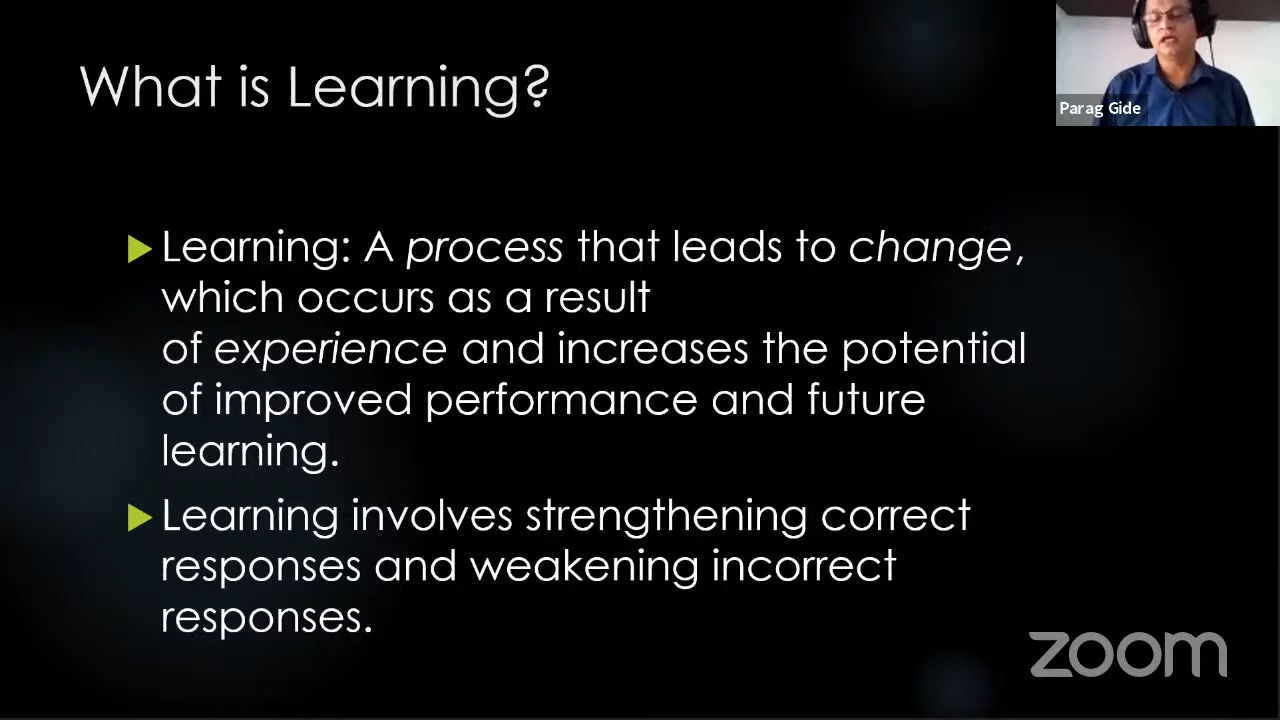 What is Learning?
Parag Gide
Learning: A process that leads to change,
which occurs as a result
of experience and increases the potential
of improved performance and future
learning.
Learning involves strengthening correct
responses and weakening incorrect
responses.
zoom